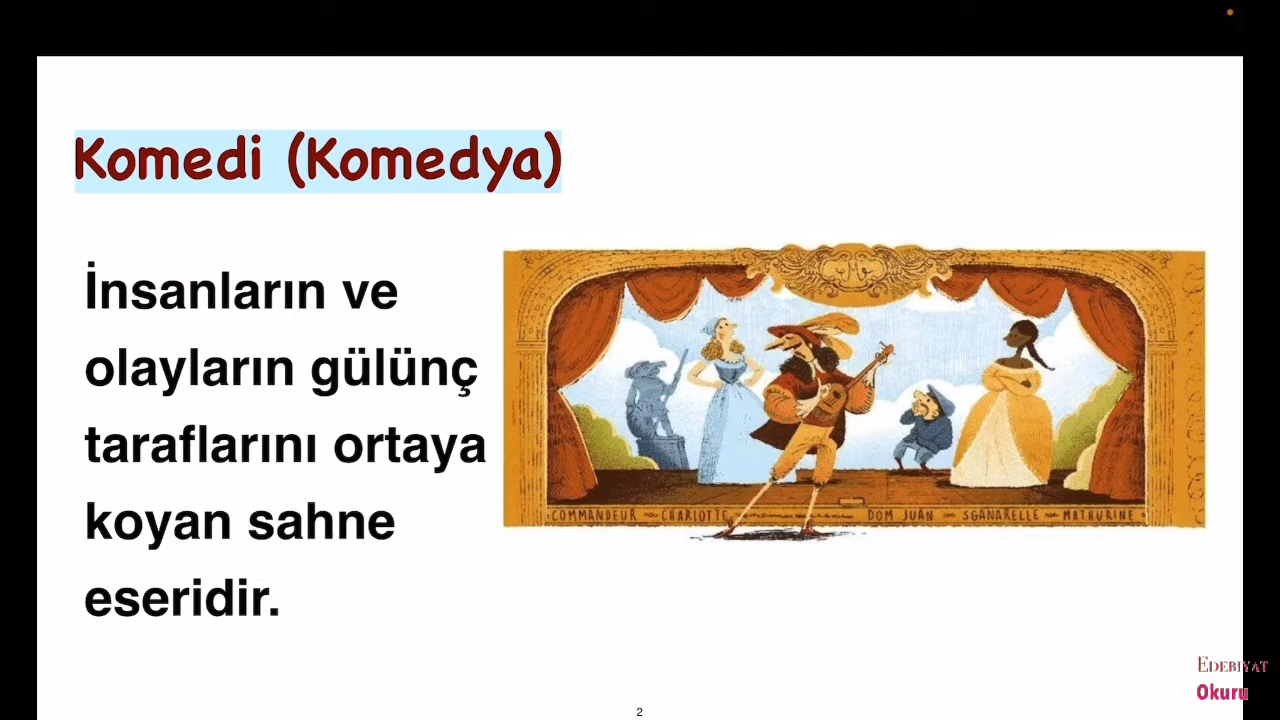 Komedi (Komedya)
İnsanların ve
olayların gülünç
taraflarını ortaya
koyan sahne
eseridir.
COMMANDEUR CHARLOTTE DOM JUAN SGANARELLE MATHURINE
EDEBİYAT
Okuru
2